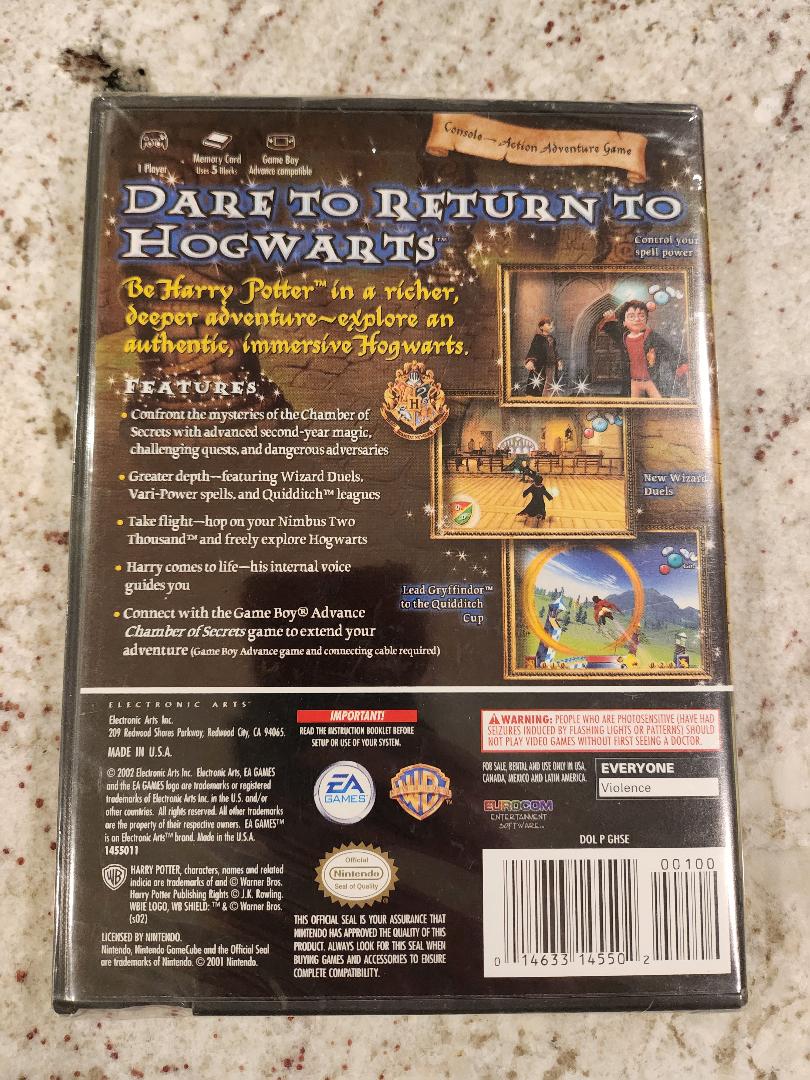 Console — Action Adventure Game
1 Player
Memory Card
Uses 5 Blocks
Game Boy
Advance compatible
DARE TO RETURN TO
HOGWARTS™
Control your
spell power
Be Harry Potter™ in a richer,
deeper adventure~explore an
authentic, immersive Hogwarts.
FEATURES
• Confront the mysteries of the Chamber of
Secrets with advanced second-year magic,
challenging quests, and dangerous adversaries
• Greater depth—featuring Wizard Duels,
Vari-Power spells, and Quidditch™ leagues
• Take flight—hop on your Nimbus Two
Thousand™ and freely explore Hogwarts
• Harry comes to life—his internal voice
guides you
• Connect with the Game Boy® Advance
Chamber of Secrets game to extend your
adventure (Game Boy Advance game and connecting cable required)
New Wizard
Duels
Lead Gryffindor™
to the Quidditch
Cup
ELECTRONIC ARTS™
Electronic Arts Inc.
209 Redwood Shores Parkway, Redwood City, CA 94065.
MADE IN U.S.A.
© 2002 Electronic Arts Inc. Electronic Arts, EA GAMES
and the EA GAMES logo are trademarks or registered
trademarks of Electronic Arts Inc. in the U.S. and/or
other countries. All rights reserved. All other trademarks
are the property of their respective owners. EA GAMES™
is an Electronic Arts™ brand. Made in the U.S.A.
1455011
WB
HARRY POTTER, characters, names and related
indicia are trademarks of and © Warner Bros.
Harry Potter Publishing Rights © J.K. Rowling.
WBIE LOGO, WB SHIELD: ™ & © Warner Bros.
(s02)
LICENSED BY NINTENDO.
Nintendo, Nintendo GameCube and the Official Seal
are trademarks of Nintendo. © 2001 Nintendo.
IMPORTANT!
READ THE INSTRUCTION BOOKLET BEFORE
SETUP OR USE OF YOUR SYSTEM.
EA
GAMES™
WB™
Official
Nintendo
Seal of Quality
®
THIS OFFICIAL SEAL IS YOUR ASSURANCE THAT
NINTENDO HAS APPROVED THE QUALITY OF THIS
PRODUCT. ALWAYS LOOK FOR THIS SEAL WHEN
BUYING GAMES AND ACCESSORIES TO ENSURE
COMPLETE COMPATIBILITY.
WARNING: PEOPLE WHO ARE PHOTOSENSITIVE (HAVE HAD
SEIZURES INDUCED BY FLASHING LIGHTS OR PATTERNS) SHOULD
NOT PLAY VIDEO GAMES WITHOUT FIRST SEEING A DOCTOR.
FOR SALE, RENTAL AND USE ONLY IN USA,
CANADA, MEXICO AND LATIN AMERICA.
EVERYONE
Violence
EUROCOM
ENTERTAINMENT
SOFTWARE
DOL P GHSE
00100
0 14633 14550 2